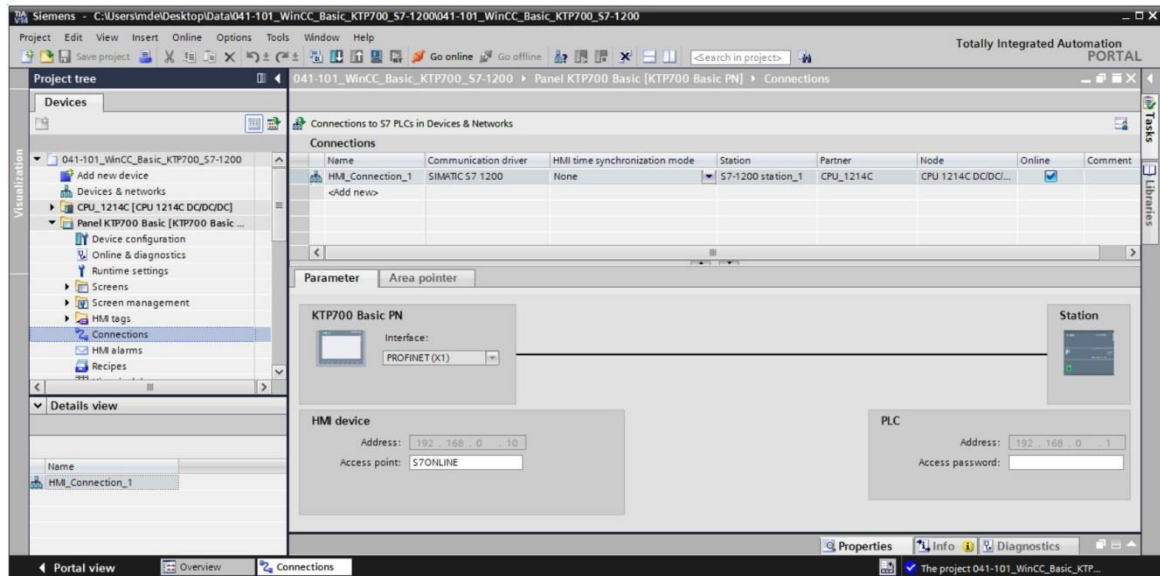 Siemens - C:\Users\mde\Desktop\Data\041-101_WinCC_Basic_KTP700_S7-1200\041-101_WinCC_Basic_KTP700_S7-1200
Project Edit View Insert Online Options Tools Window Help
Totally Integrated Automation
PORTAL
Save project Go online Go offline <Search in project>
Project tree
041-101_WinCC_Basic_KTP700_S7-1200 Panel KTP700 Basic [KTP700 Basic PN] Connections
Devices
Connections to S7 PLCs in Devices & Networks
Connections
Name Communication driver HMI time synchronization mode Station Partner Node Online Comment
HMI_Connection_1 SIMATIC S7 1200 None S7-1200 station_1 CPU_1214C CPU 1214C DC/DC/...
<Add new>
041-101_WinCC_Basic_KTP700_S7-1200
Add new device
Devices & networks
CPU_1214C [CPU 1214C DC/DC/DC]
Panel KTP700 Basic [KTP700 Basic ...
Device configuration
Online & diagnostics
Runtime settings
Screens
Screen management
HMI tags
Connections
HMI alarms
Recipes
Visualization
Tasks
Libraries
Parameter Area pointer
KTP700 Basic PN
Interface:
PROFINET (X1)
Station
HMI device
Address: 192 . 168 . 0 . 10
Access point: S7ONLINE
PLC
Address: 192 . 168 . 0 . 1
Access password:
Details view
Name
HMI_Connection_1
Properties Info Diagnostics
Portal view Overview Connections The project 041-101_WinCC_Basic_KTP...